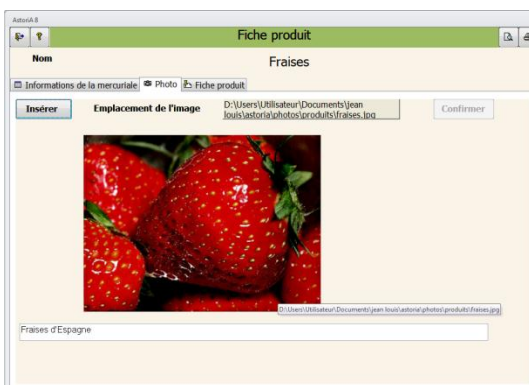 AstoriA 8
Fiche produit
Nom
Fraises
Informations de la mercuriale Photo Fiche produit
Insérer
Emplacement de l'image
D:\Users\Utilisateur\Documents\jean
louis\astoria\photos\produits\fraises.jpg
Confirmer
D:\Users\Utilisateur\Documents\jean louis\astoria\photos\produits\fraises.jpg
Fraises d'Espagne